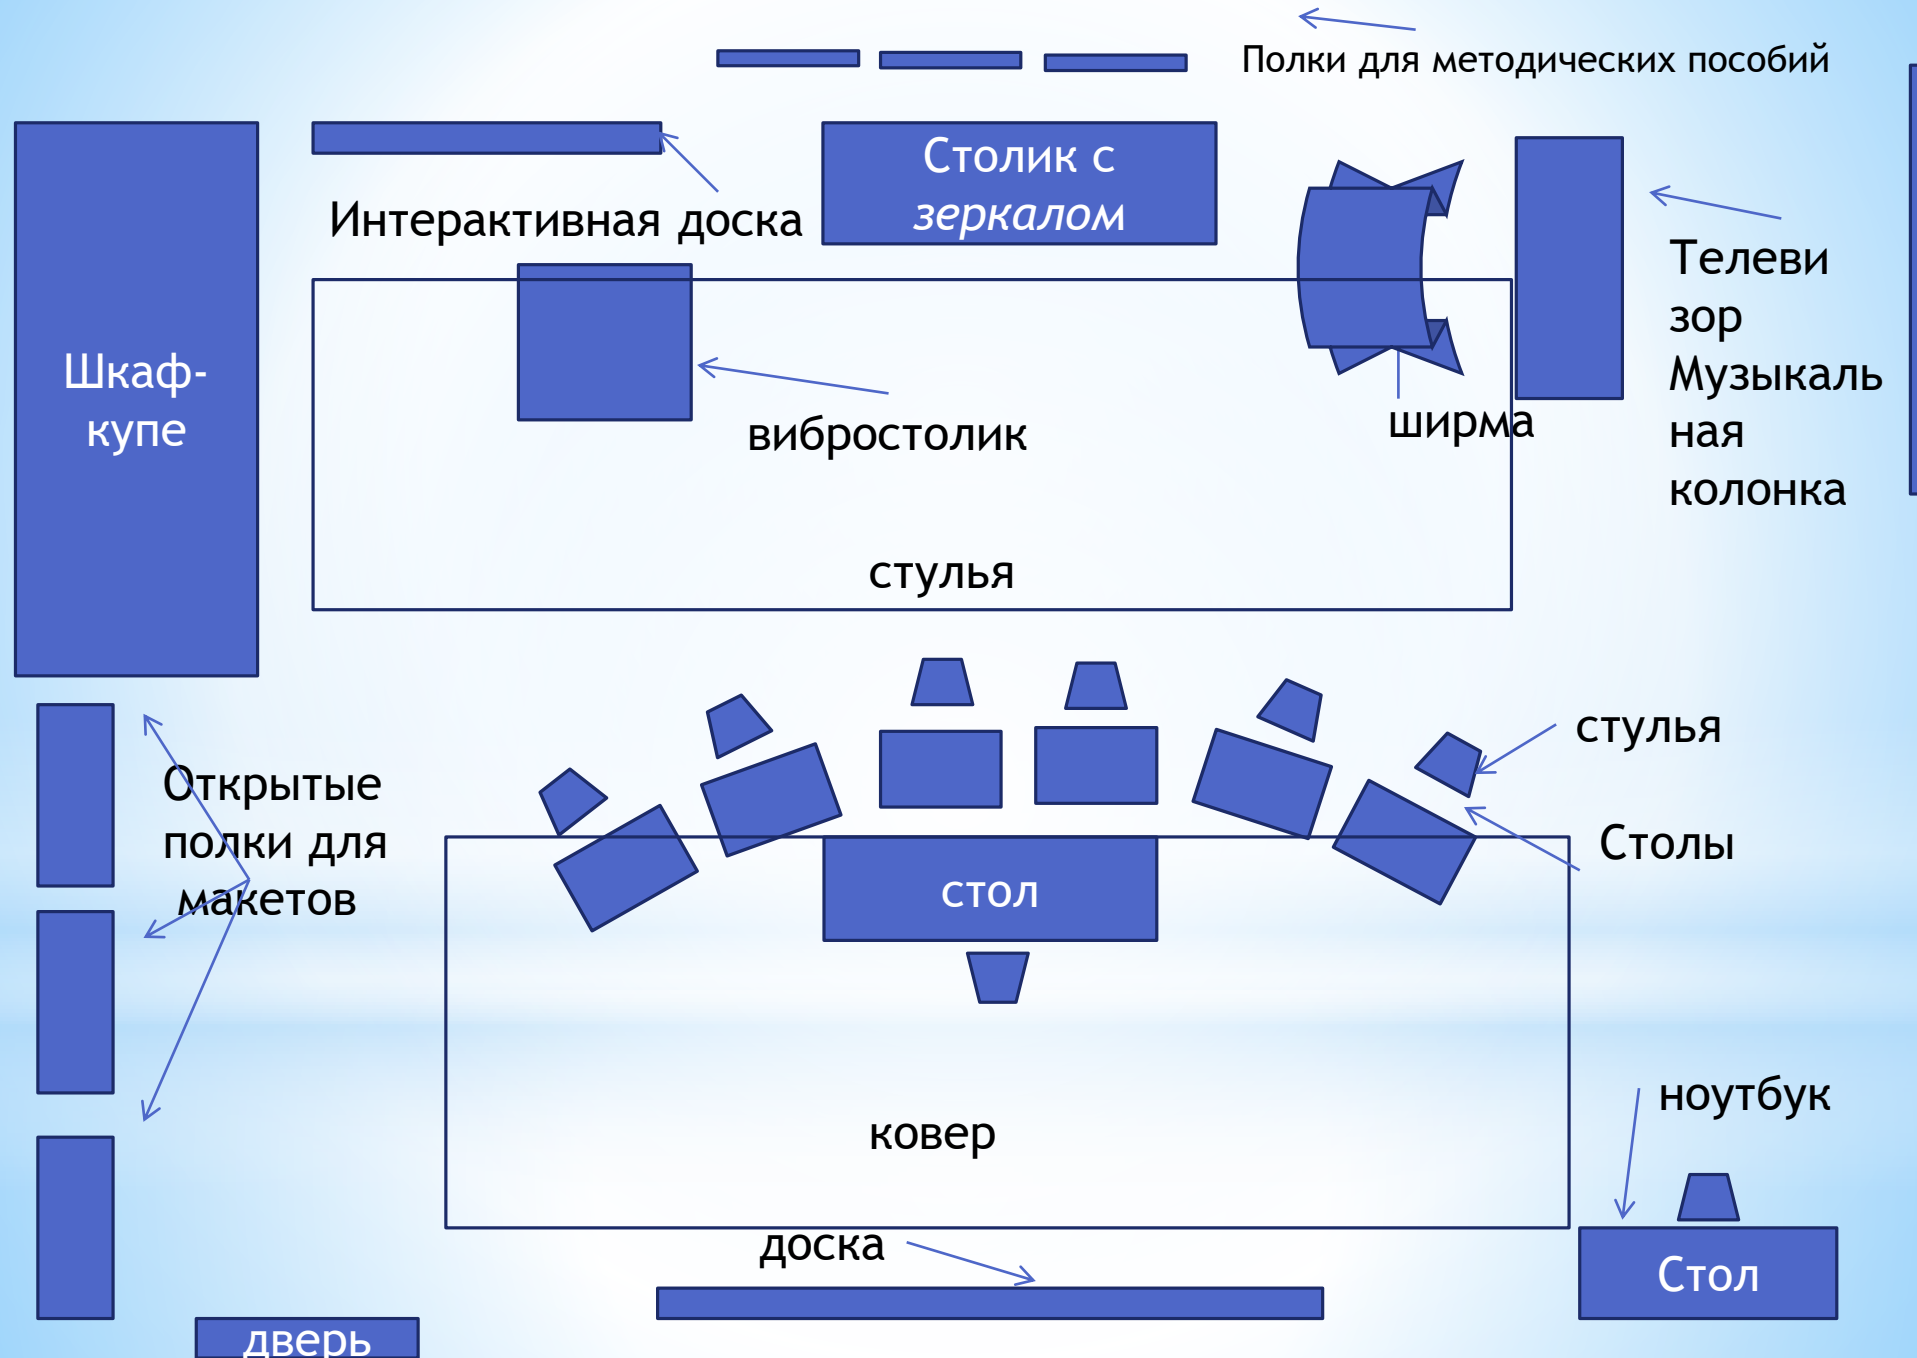 Полки для методических пособий
Столик с
зеркалом
Интерактивная доска
Телеви
зор
Музыкаль
ная
колонка
Шкаф-
купе
вибростолик
ширма
стулья
стулья
Открытые
полки для
макетов
Столы
стол
ноутбук
ковер
доска
Стол
дверь